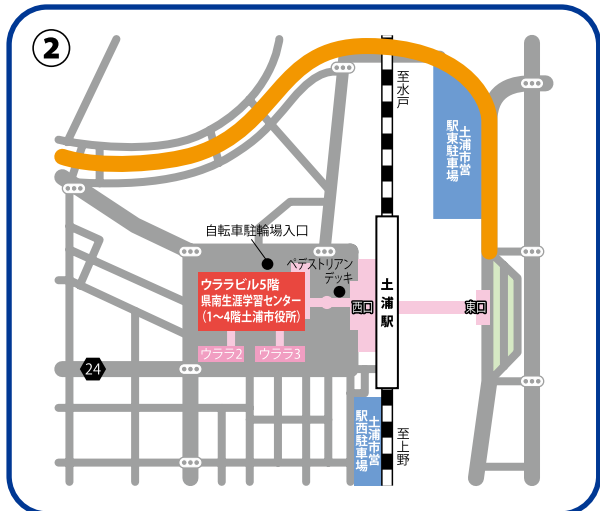 ②
至水戸
土浦市営
駅東駐車場
自転車駐輪場入口
ペデストリアン
デッキ
ウララビル5階
県南生涯学習センター
（1〜4階土浦市役所）
西口
土浦駅
東口
ウララ2
ウララ3
24
土浦市営
駅西駐車場
至上野